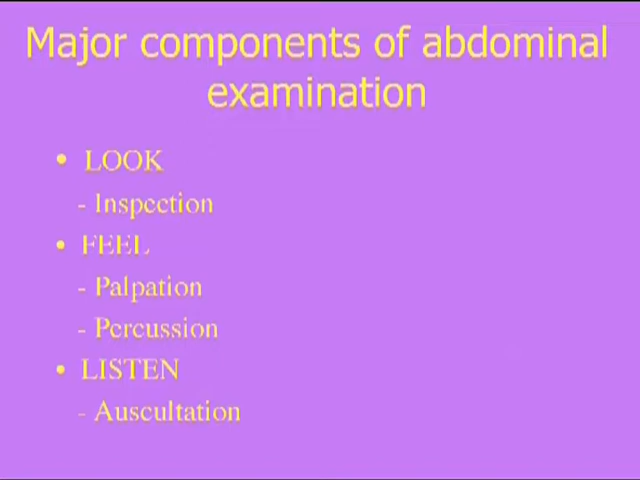 Major components of abdominal
examination
• LOOK
- Inspection
• FEEL
- Palpation
- Percussion
• LISTEN
- Auscultation